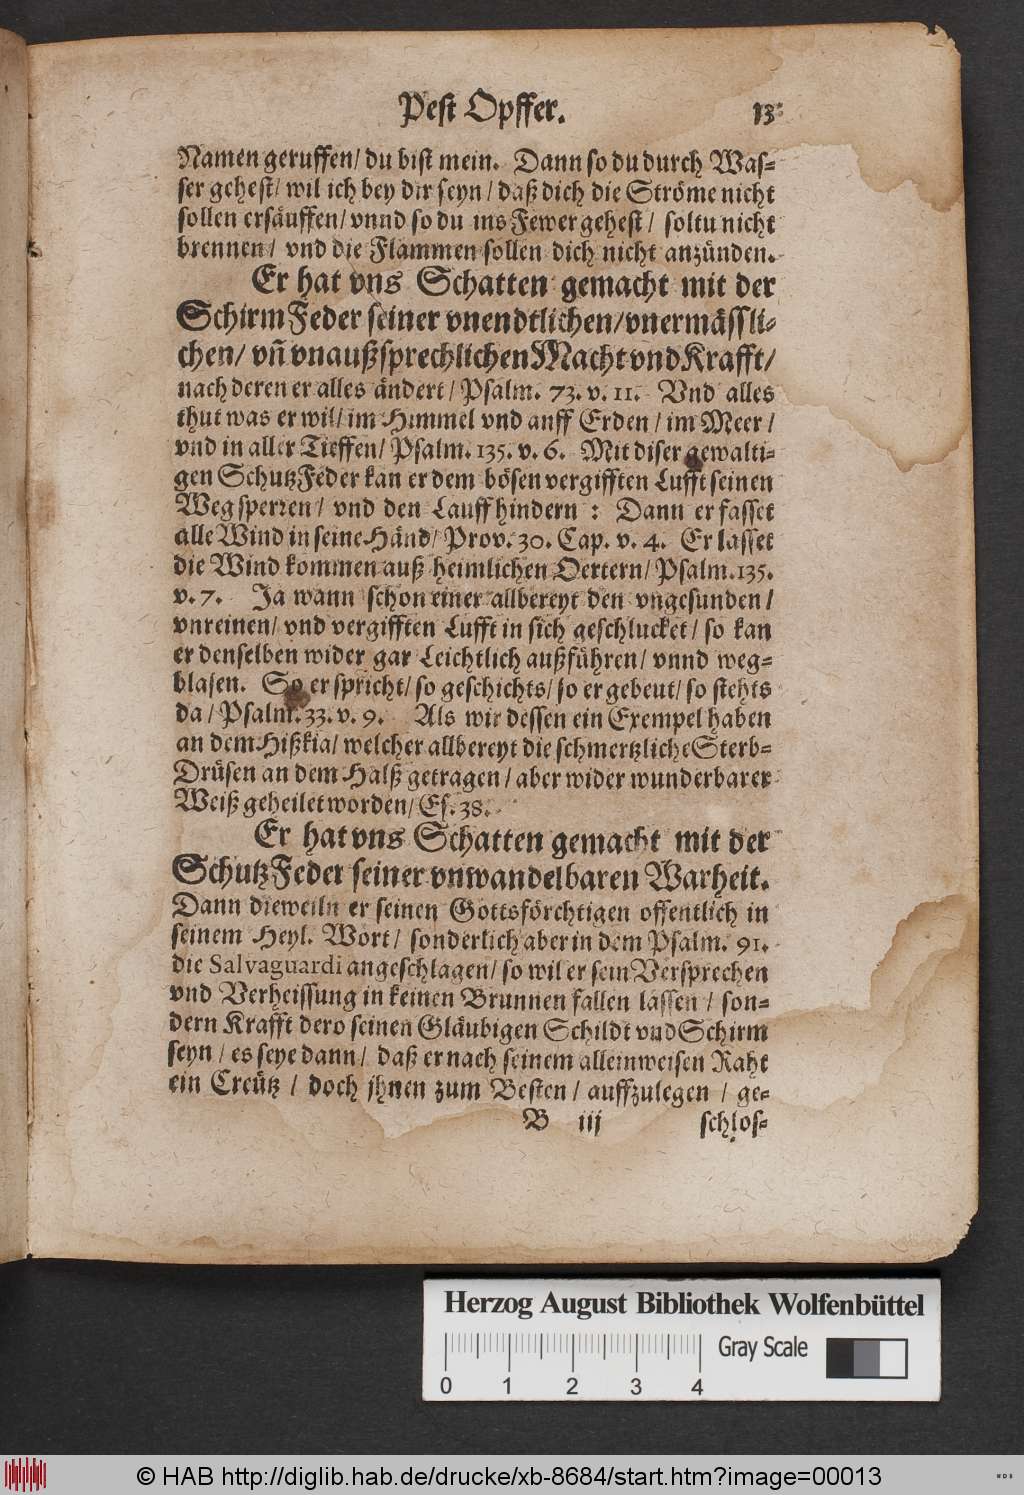 Pest Opffer. 13
Namen geruffen/ du bist mein. Dann so du durch Was-
ser gehest/ wil ich bey dir seyn/ daß dich die Ströme nicht
sollen ersäuffen/ vnnd so du ins Fewer gehest/ soltu nicht
brennen/ vnd die Flammen sollen dich nicht anzünden.
Er hat vns Schatten gemacht mit der
Schirm Feder seiner vnendtlichen/ vnermässli-
chen/ vñ vnaußsprechlichen Macht vnd Krafft/
nach deren er alles ändert/ Psalm. 73. v. 11. Vnd alles
thut was er wil/ im Himmel vnd auff Erden/ im Meer/
vnd in aller Tieffen/ Psalm. 135. v. 6. Mit diser gewalti-
gen Schutz Feder kan er dem bösen vergifften Lufft seinen
Weg sperren/ vnd den Lauff hindern : Dann er fasset
alle Wind in seine Händ/ Prov. 30. Cap. v. 4. Er lasset
die Wind kommen auß heimlichen Oertern/ Psalm. 135.
v. 7. Ja wann schon einer allbereyt den vngesunden/
vnreinen/ vnd vergifften Lufft in sich geschlucket/ so kan
er denselben wider gar Leichtlich außführen/ vnnd weg-
blasen. So er spricht/ so geschichts/ so er gebeut/ so stehts
da/ Psalm. 33. v. 9. Als wir dessen ein Exempel haben
an dem Hißkia/ welcher allbereyt die schmertzliche Sterb-
Drüsen an dem Halß getragen/ aber wider wunderbarer
Weiß geheilet worden/ Es. 38.
Er hat vns Schatten gemacht mit der
Schutz Feder seiner vnwandelbaren Warheit.
Dann dieweiln er seinen Gottsförchtigen offentlich in
seinem Heyl. Wort/ sonderlich aber in dem Psalm. 91.
die Salvaguardi angeschlagen/ so wil er sein Versprechen
vnd Verheissung in keinen Brunnen fallen lassen/ son-
dern Krafft dero seinen Gläubigen Schildt vnd Schirm
seyn/ es seye dann/ daß er nach seinem alleinweisen Raht
ein Creütz/ doch jhnen zum Besten/ auffzulegen/ ge-
B iij schlos-
Herzog August Bibliothek Wolfenbüttel
Gray Scale
0 1 2 3 4
© HAB http://diglib.hab.de/drucke/xb-8684/start.htm?image=00013